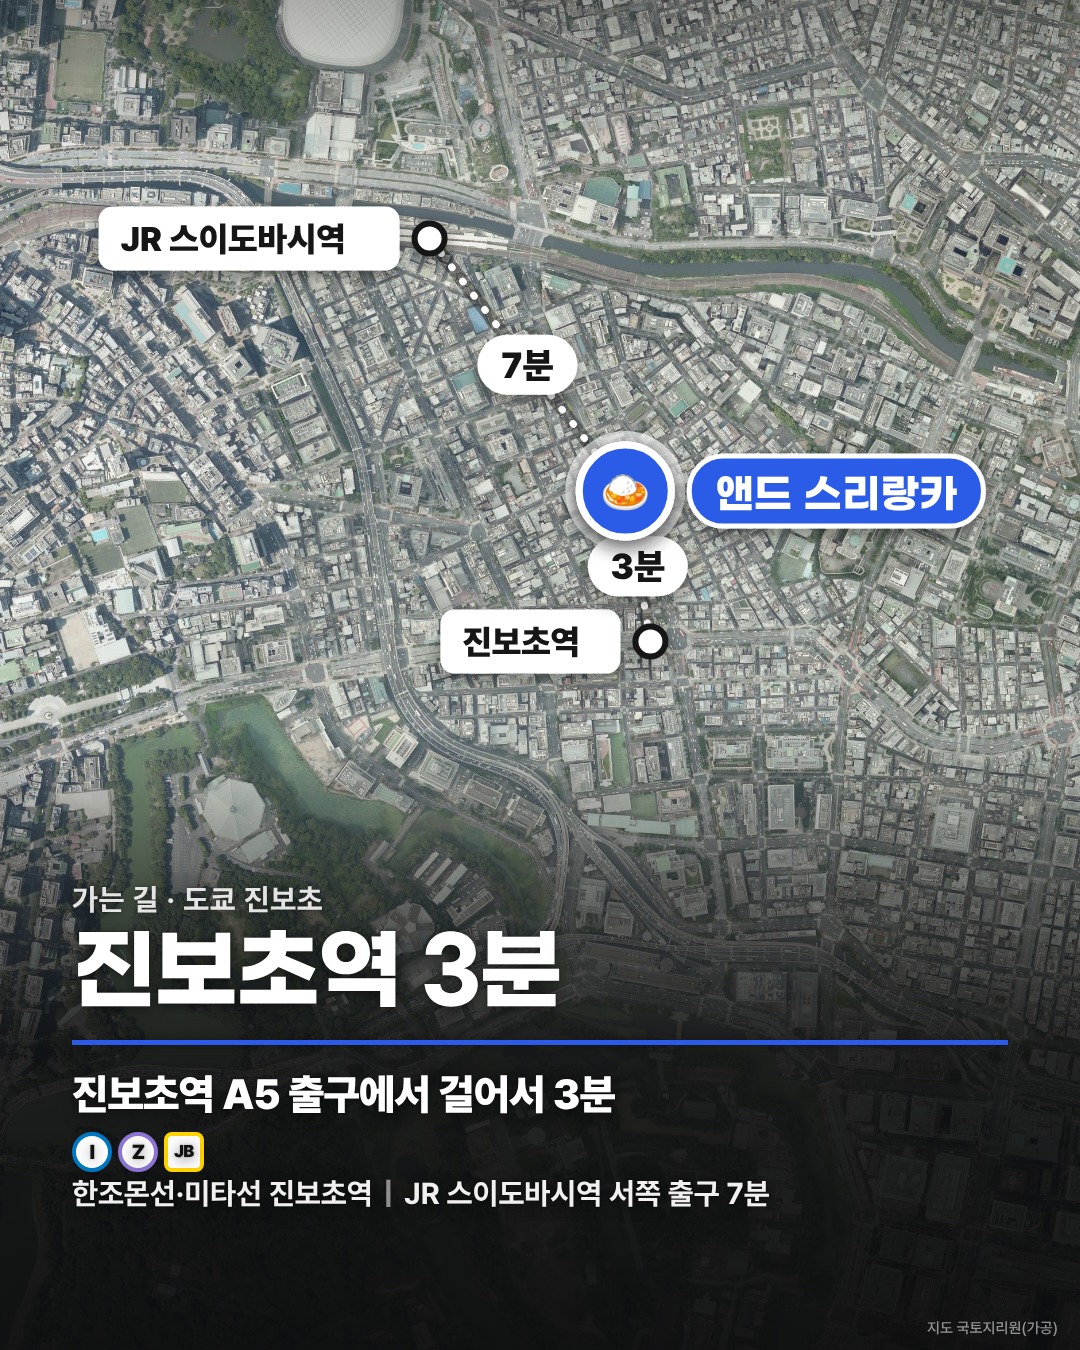 JR 스이도바시역
7분
앤드 스리랑카
3분
진보초역
가는 길 · 도쿄 진보초
진보초역 3분
진보초역 A5 출구에서 걸어서 3분
I Z JB
한조몬선·미타선 진보초역 | JR 스이도바시역 서쪽 출구 7분
지도 국토지리원(가공)